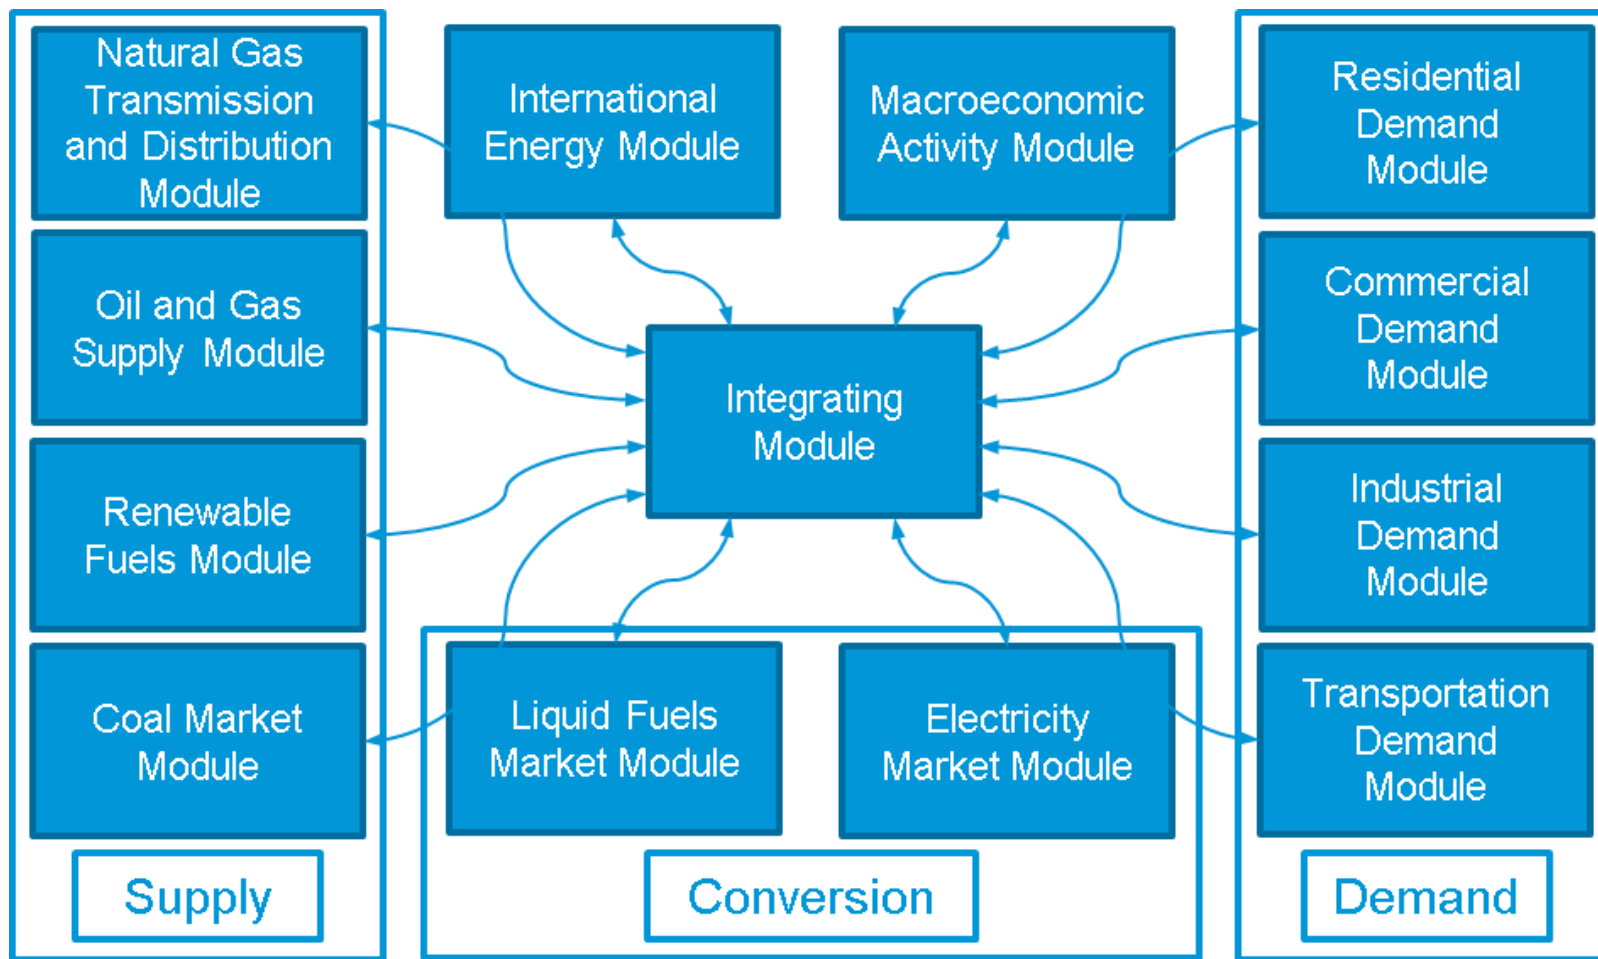 Natural Gas
Transmission
and Distribution
Module
International
Energy Module
Macroeconomic
Activity Module
Residential
Demand
Module
Oil and Gas
Supply Module
Integrating
Module
Commercial
Demand
Module
Renewable
Fuels Module
Industrial
Demand
Module
Coal Market
Module
Liquid Fuels
Market Module
Electricity
Market Module
Transportation
Demand
Module
Supply
Conversion
Demand